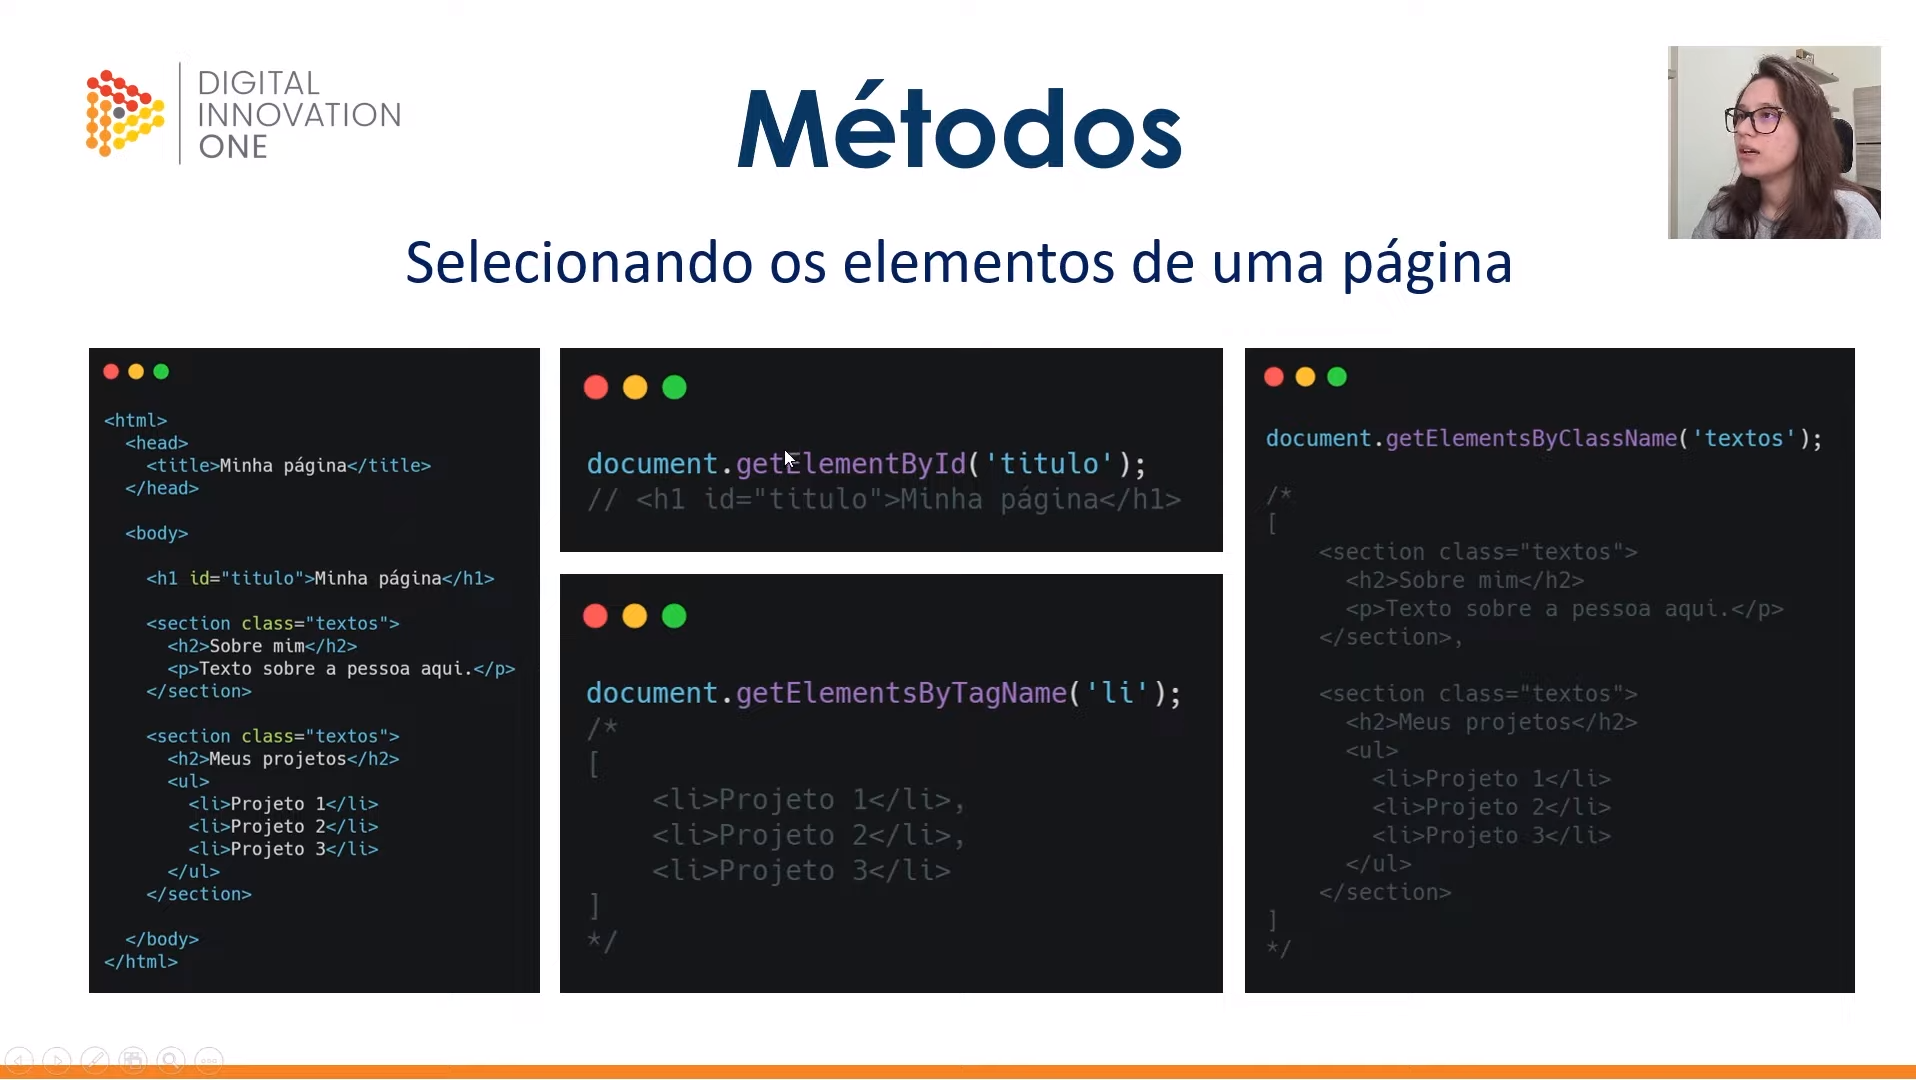 DIGITAL
INNOVATION
ONE
Métodos
Selecionando os elementos de uma página
<html>
<head>
<title>Minha página</title>
</head>
<body>
<h1 id="titulo">Minha página</h1>
<section class="textos">
<h2>Sobre mim</h2>
<p>Texto sobre a pessoa aqui.</p>
</section>
<section class="textos">
<h2>Meus projetos</h2>
<ul>
<li>Projeto 1</li>
<li>Projeto 2</li>
<li>Projeto 3</li>
</ul>
</section>
</body>
</html>
document.getElementById('titulo');
// <h1 id="titulo">Minha página</h1>
document.getElementsByTagName('li');
/*
[
<li>Projeto 1</li>,
<li>Projeto 2</li>,
<li>Projeto 3</li>
]
*/
document.getElementsByClassName('textos');
/*
[
<section class="textos">
<h2>Sobre mim</h2>
<p>Texto sobre a pessoa aqui.</p>
</section>,
<section class="textos">
<h2>Meus projetos</h2>
<ul>
<li>Projeto 1</li>
<li>Projeto 2</li>
<li>Projeto 3</li>
</ul>
</section>
]
*/